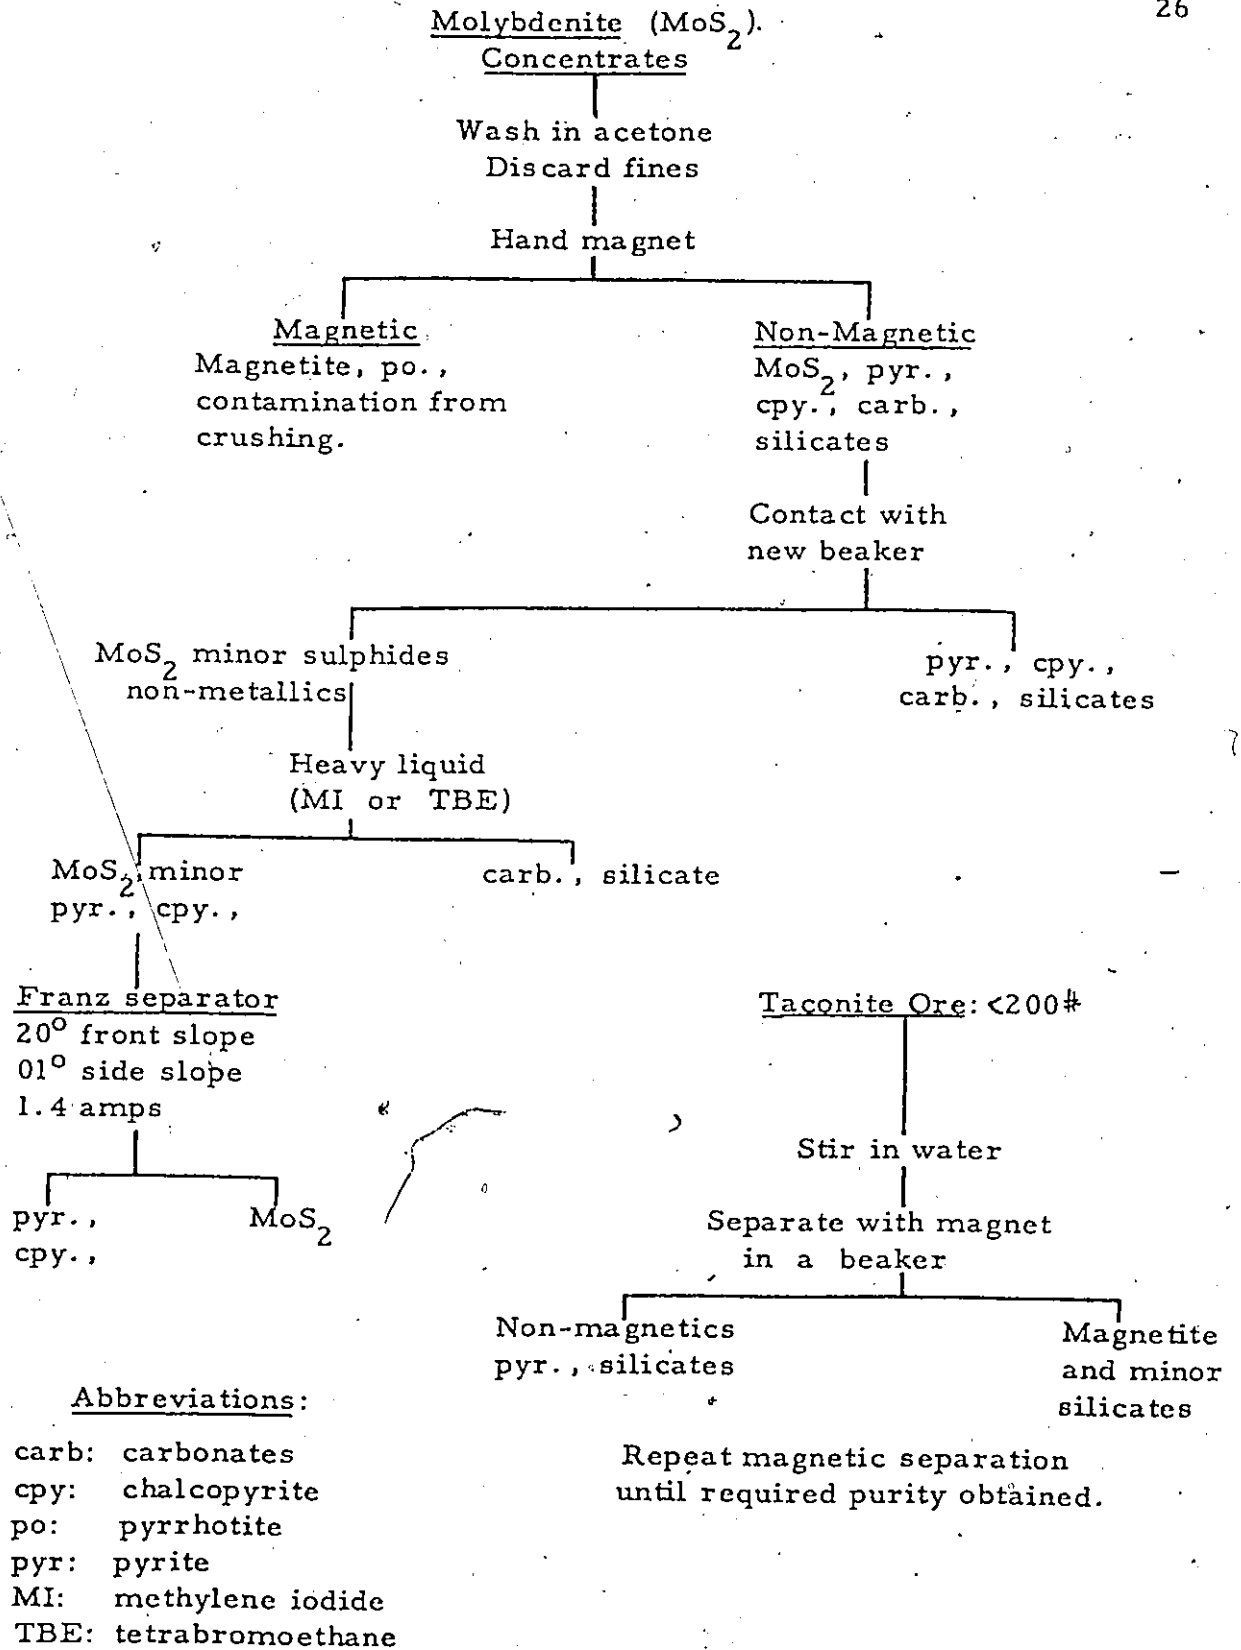 26
Molybdenite (MoS₂).
Concentrates
Wash in acetone
Discard fines
Hand magnet
Magnetic
Magnetite, po.,
contamination from
crushing.
Non-Magnetic
MoS₂, pyr.,
cpy., carb.,
silicates
Contact with
new beaker
MoS₂ minor sulphides
non-metallics
pyr., cpy.,
carb., silicates
Heavy liquid
(MI or TBE)
MoS₂ minor
pyr., cpy.,
carb., silicate
Franz separator
20° front slope
01° side slope
1.4 amps
pyr.,
cpy.,
MoS₂
Taconite Ore: <200#
Stir in water
Separate with magnet
in a beaker
Non-magnetics
pyr., silicates
Magnetite
and minor
silicates
Repeat magnetic separation
until required purity obtained.
Abbreviations:
carb: carbonates
cpy: chalcopyrite
po: pyrrhotite
pyr: pyrite
MI: methylene iodide
TBE: tetrabromoethane